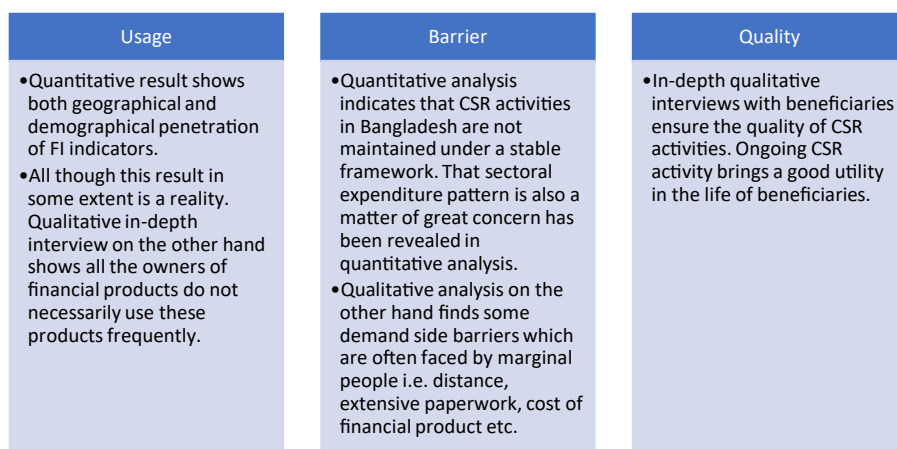 Usage
•Quantitative result shows
both geographical and
demographical penetration
of FI indicators.
•All though this result in
some extent is a reality.
Qualitative in-depth
interview on the other hand
shows all the owners of
financial products do not
necessarily use these
products frequently.
Barrier
•Quantitative analysis
indicates that CSR activities
in Bangladesh are not
maintained under a stable
framework. That sectoral
expenditure pattern is also a
matter of great concern has
been revealed in
quantitative analysis.
•Qualitative analysis on the
other hand finds some
demand side barriers which
are often faced by marginal
people i.e. distance,
extensive paperwork, cost of
financial product etc.
Quality
•In-depth qualitative
interviews with beneficiaries
ensure the quality of CSR
activities. Ongoing CSR
activity brings a good utility
in the life of beneficiaries.